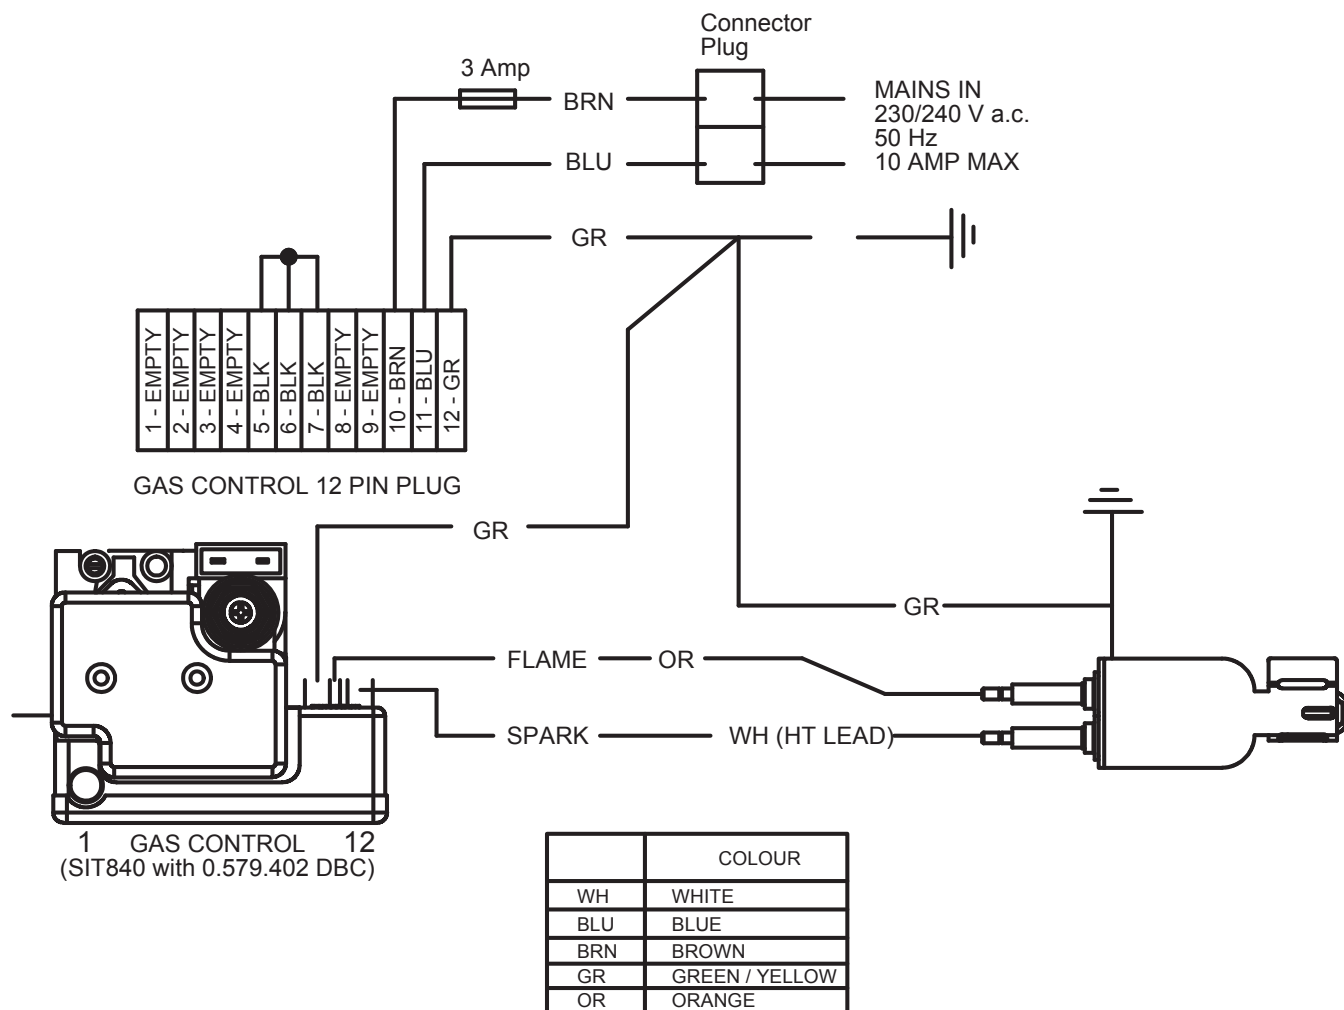 Connector
Plug
3 Amp
BRN
MAINS IN
230/240 V a.c.
50 Hz
10 AMP MAX
BLU
GR
1 - EMPTY
2 - EMPTY
3 - EMPTY
4 - EMPTY
5 - BLK
6 - BLK
7 - BLK
8 - EMPTY
9 - EMPTY
10 - BRN
11 - BLU
12 - GR
GAS CONTROL 12 PIN PLUG
GR
GR
FLAME OR
SPARK WH (HT LEAD)
1 GAS CONTROL 12
(SIT840 with 0.579.402 DBC)
COLOUR
WH WHITE
BLU BLUE
BRN BROWN
GR GREEN / YELLOW
OR ORANGE